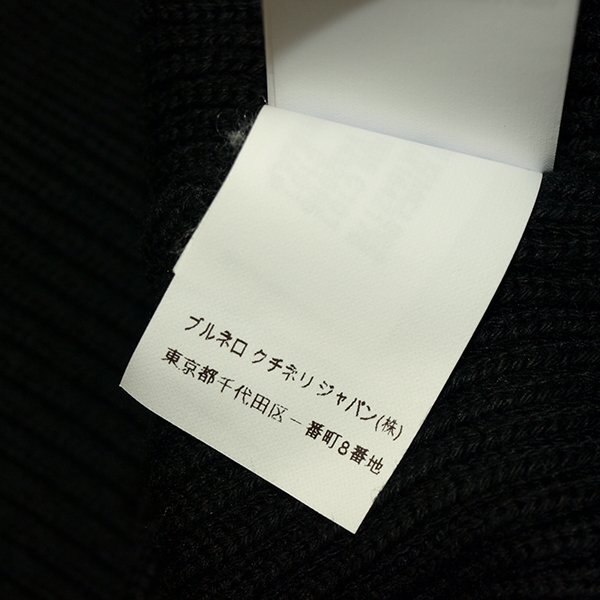 ブルネロ クチネリ ジャパン(株)
東京都千代田区一番町8番地